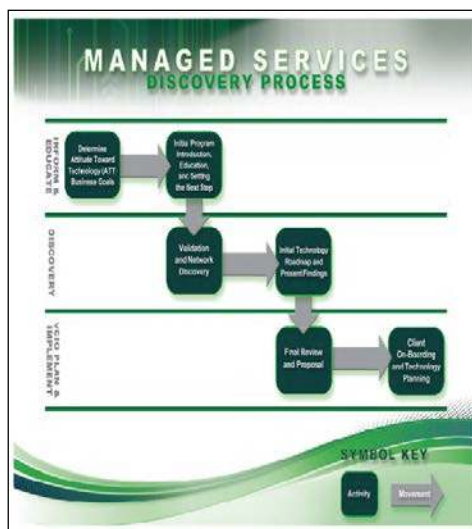 MANAGED SERVICES
DISCOVERY PROCESS
INFORM &
EDUCATE
Determine
Attitude Toward
Technology (ATT
Business Goals
Initial Program
Introduction,
Education,
and Setting
the Next Step
DISCOVERY
Validation
and Network
Discovery
Initial Technology
Roadmap and
Present Findings
VCIO PLAN &
IMPLEMENT
Final Review
and Proposal
Client
On-Boarding
and Technology
Planning
SYMBOL KEY
Activity
Movement